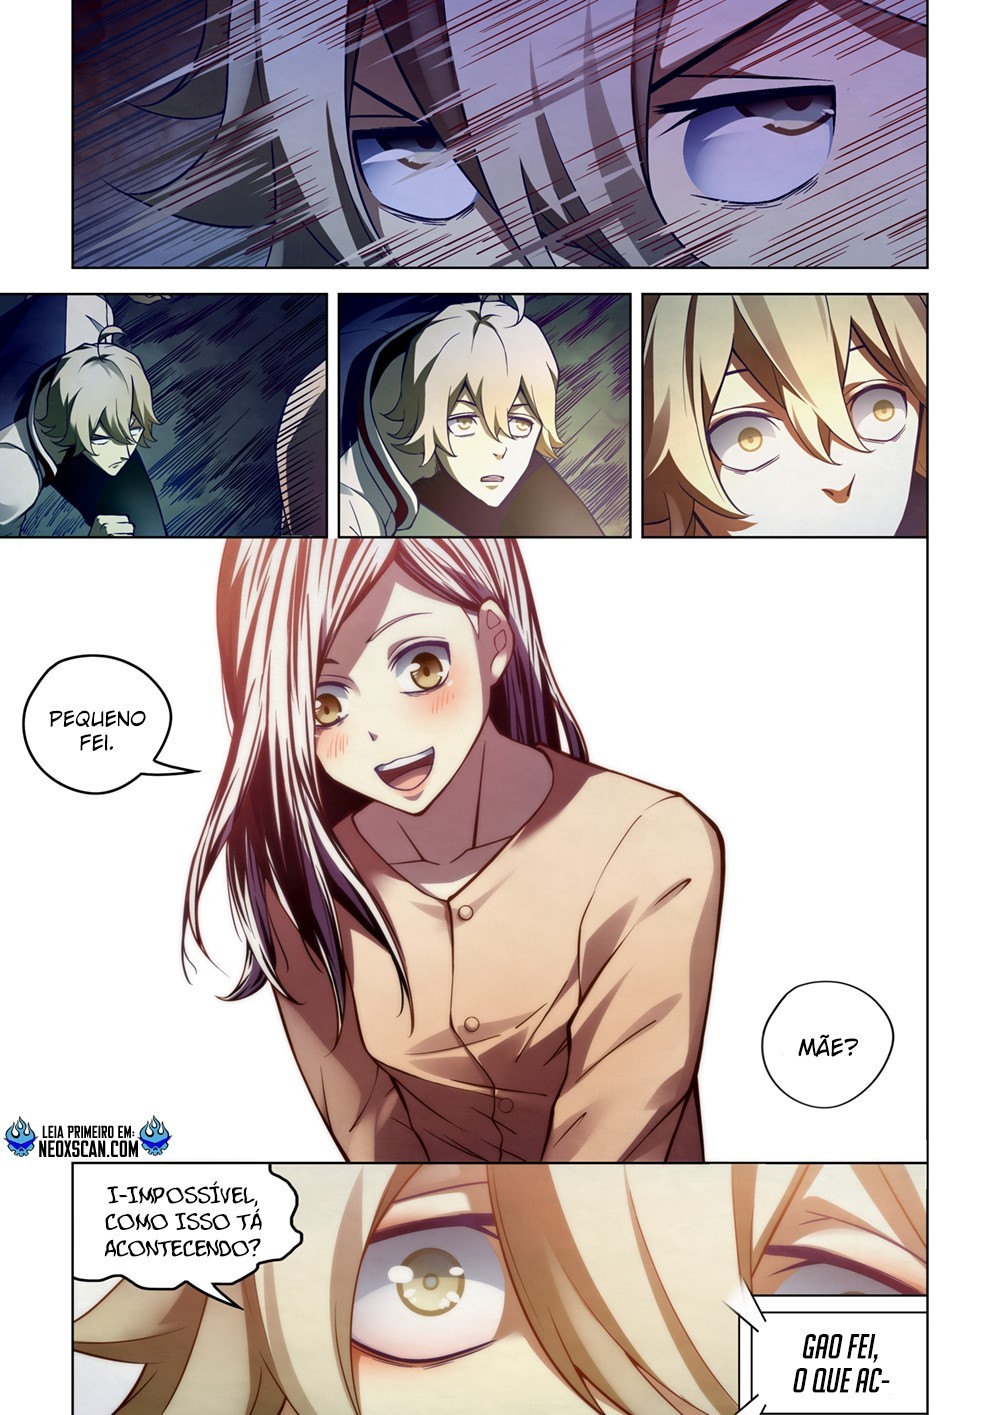 PEQUENO
FEI.
MÃE?
LEIA PRIMEIRO EM:
NEOXSCAN.COM
I-IMPOSSÍVEL,
COMO ISSO TÁ
ACONTECENDO?
GAO FEI,
O QUE AC-